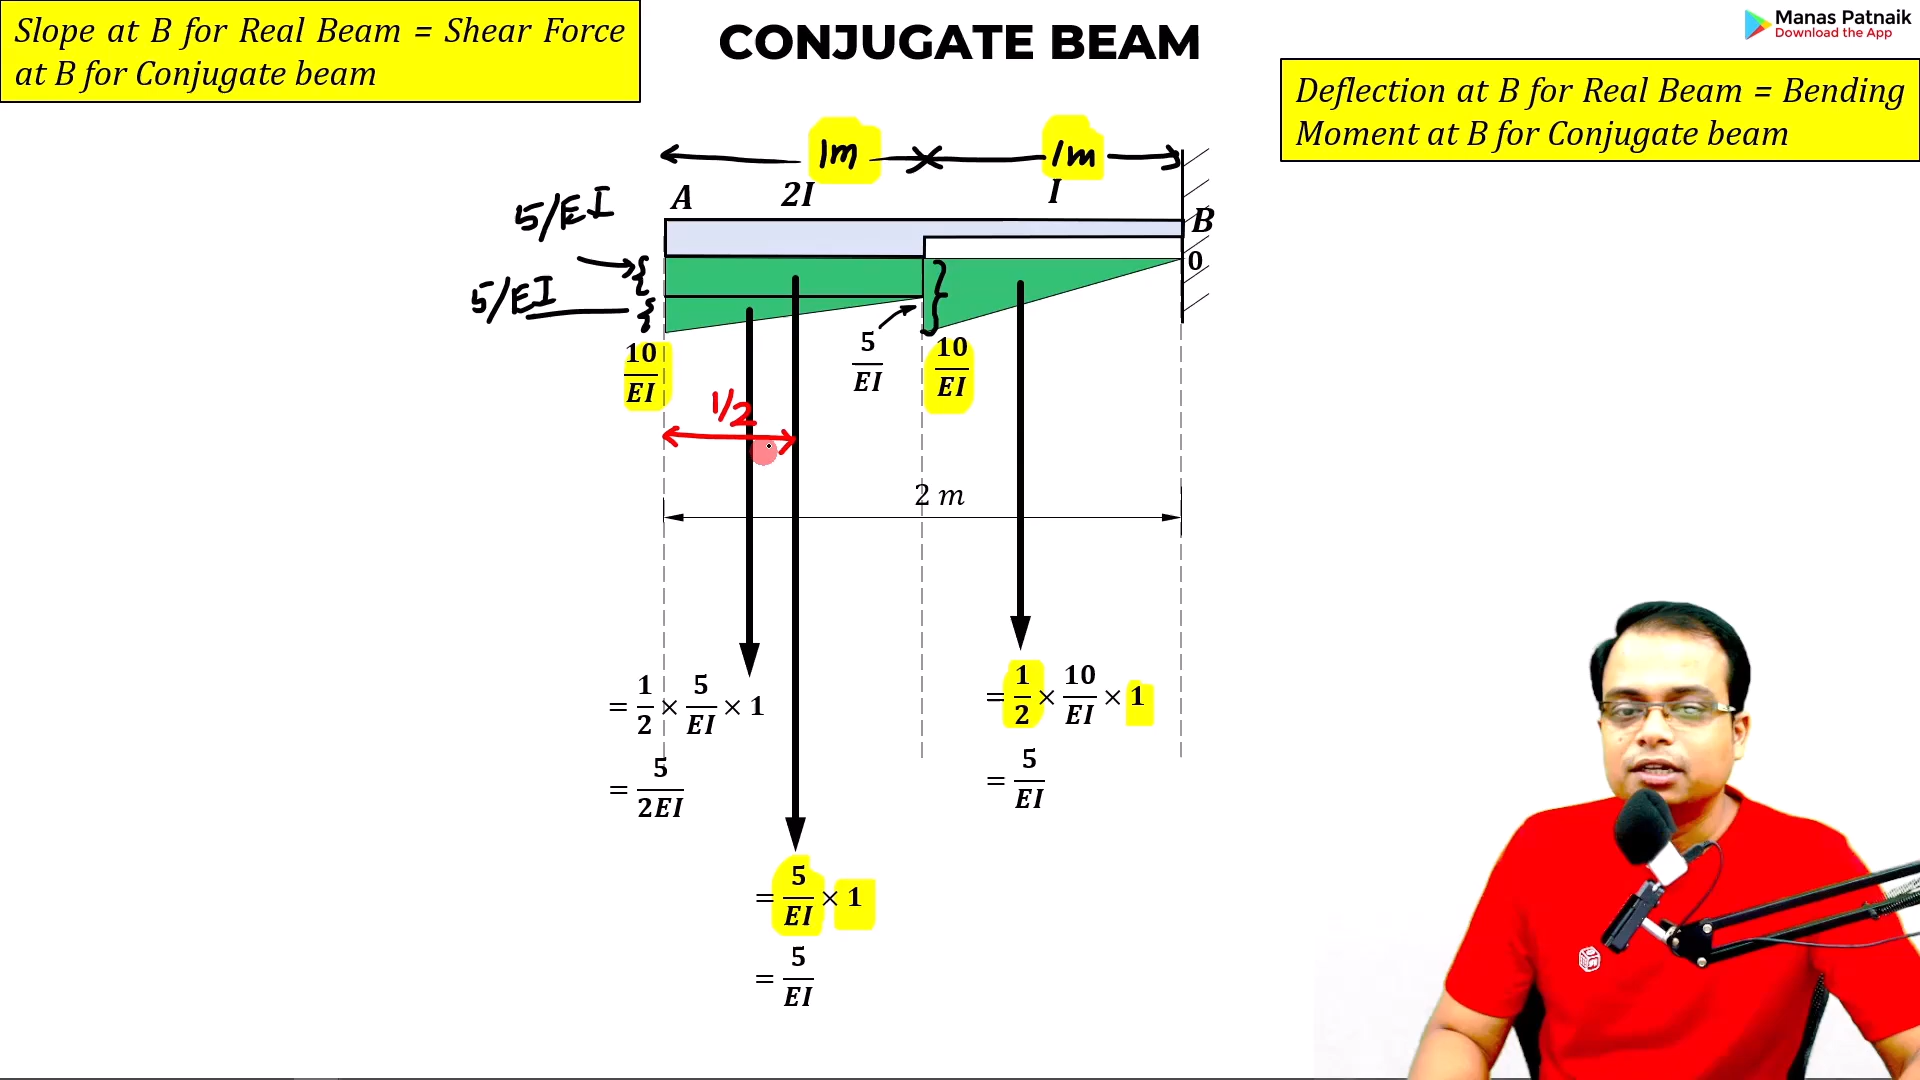 Slope at B for Real Beam = Shear Force
at B for Conjugate beam
CONJUGATE BEAM
Manas Patnaik
Download the App
Deflection at B for Real Beam = Bending
Moment at B for Conjugate beam
1m
1m
A
2I
I
B
5/EI
0
5/EI
10/EI
5/EI
10/EI
1/2
2 m
= 1/2 × 5/EI × 1
= 5/2EI
= 1/2 × 10/EI × 1
= 5/EI
= 5/EI × 1
= 5/EI